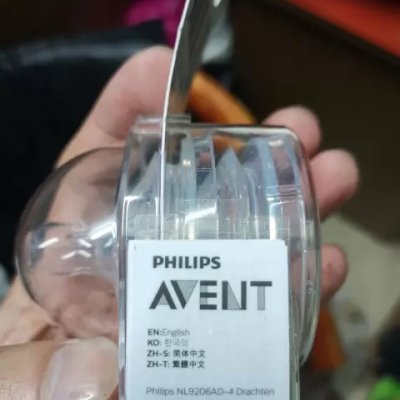 PHILIPS
AVENT
EN:English
KO: 한국인
ZH-S: 简体中文
ZH-T: 繁體中文
Philips NL9206AD-4 Drachten